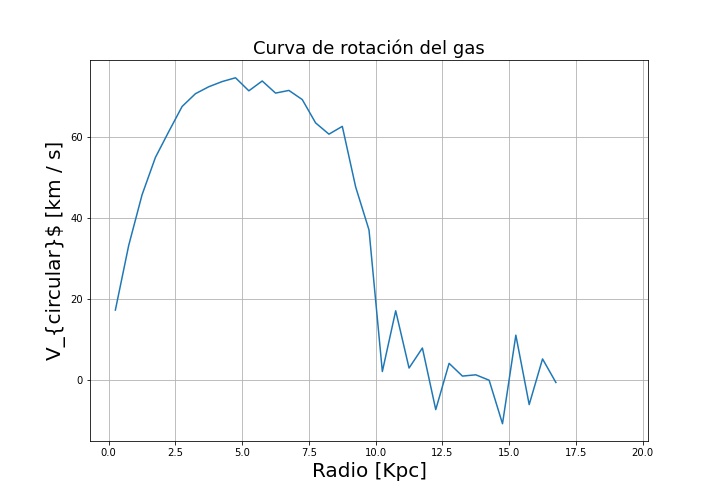 Curva de rotación del gas
V_{circular}$ [km / s]
60
40
20
0
0.0 2.5 5.0 7.5 10.0 12.5 15.0 17.5 20.0
Radio [Kpc]